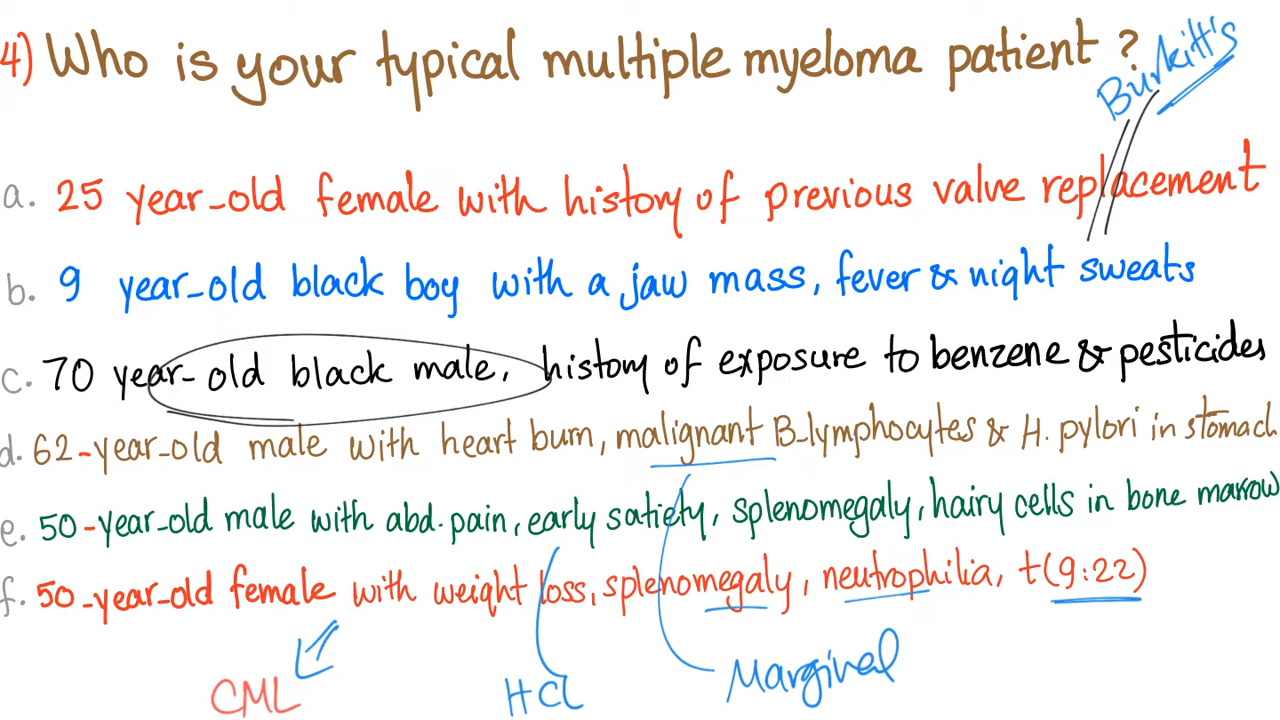 4) Who is your typical multiple myeloma patient?
Burkitt's
a. 25 year-old female with history of previous valve replacement
b. 9 year-old black boy with a jaw mass, fever & night sweats
c. 70 year-old black male, history of exposure to benzene & pesticides
d. 62-year-old male with heart burn, malignant B-lymphocytes & H. pylori in stomach
e. 50-year-old male with abd. pain, early satiety, splenomegaly, hairy cells in bone marrow
f. 50-year-old female with weight loss, splenomegaly, neutrophilia, t(9:22)
CML HCL Marginal